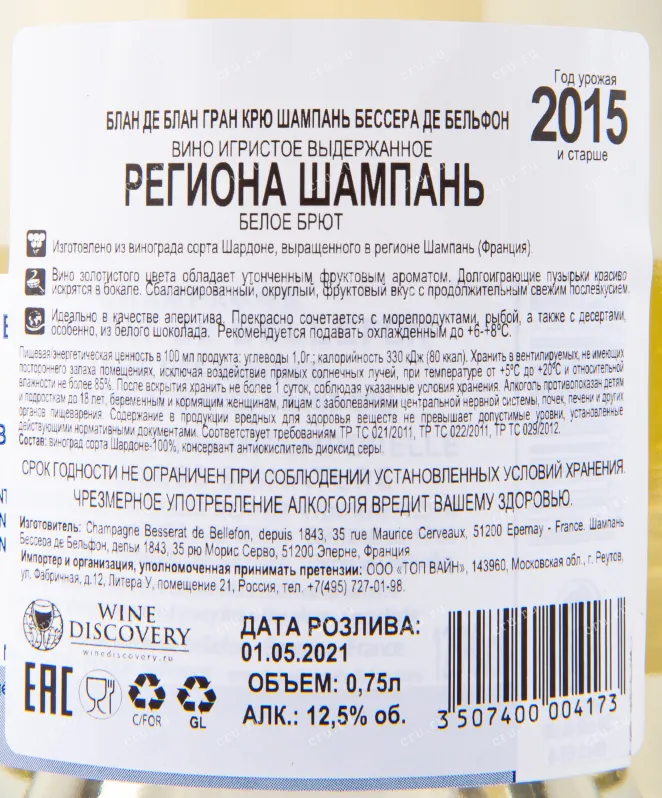 Год урожая
2015
и старше
БЛАН ДЕ БЛАН ГРАН КРЮ ШАМПАНЬ БЕССЕРА ДЕ БЕЛЬФОН
ВИНО ИГРИСТОЕ ВЫДЕРЖАННОЕ
РЕГИОНА ШАМПАНЬ
БЕЛОЕ БРЮТ
Изготовлено из винограда сорта Шардоне, выращенного в регионе Шампань (Франция).
Вино золотистого цвета обладает утонченным фруктовым ароматом. Долгоиграющие пузырьки красиво
искрятся в бокале. Сбалансированный, округлый, фруктовый вкус с продолжительным свежим послевкусием.
Идеально в качестве аперитива. Прекрасно сочетается с морепродуктами, рыбой, а также с десертами,
особенно, из белого шоколада. Рекомендуется подавать охлажденным до +6-+8°C.
Пищевая/энергетическая ценность в 100 мл продукта: углеводы 1,0г.; калорийность 330 кДж (80 ккал). Хранить в вентилируемых, не имеющих
постороннего запаха помещениях, исключая воздействие прямых солнечных лучей, при температуре от +5°C до +20°C и относительной
влажности не более 85%. После вскрытия хранить не более 1 суток, соблюдая указанные условия хранения. Алкоголь противопоказан детям
и подросткам до 18 лет, беременным и кормящим женщинам, лицам с заболеваниями центральной нервной системы, почек, печени и других
органов пищеварения. Содержание в продукции вредных для здоровья веществ не превышает допустимые уровни, установленные
действующими нормативными документами. Соответствует требованиям ТР ТС 021/2011, ТР ТС 022/2011, ТР ТС 029/2012.
Состав: виноград сорта Шардоне-100%, консервант антиокислитель диоксид серы.
СРОК ГОДНОСТИ НЕ ОГРАНИЧЕН ПРИ СОБЛЮДЕНИИ УСТАНОВЛЕННЫХ УСЛОВИЙ ХРАНЕНИЯ.
ЧРЕЗМЕРНОЕ УПОТРЕБЛЕНИЕ АЛКОГОЛЯ ВРЕДИТ ВАШЕМУ ЗДОРОВЬЮ.
Изготовитель: Champagne Besserat de Bellefon, depuis 1843, 35 rue Maurice Cerveaux, 51200 Epernay - France. Шампань
Бессера де Бельфон, депьи 1843, 35 рю Морис Серво, 51200 Эперне, Франция
Импортер и организация, уполномоченная принимать претензии: ООО «ТОП ВАЙН», 143960, Московская обл., г. Реутов,
ул. Фабричная, д.12, Литера У, помещение 21, Россия, тел. +7(495) 727-01-98.
WINE
DISCOVERY
winediscovery.ru
ДАТА РОЗЛИВА:
01.05.2021
ОБЪЕМ: 0,75л
АЛК.: 12,5% об.
EAC
C/FOR
GL
3 507400 004173